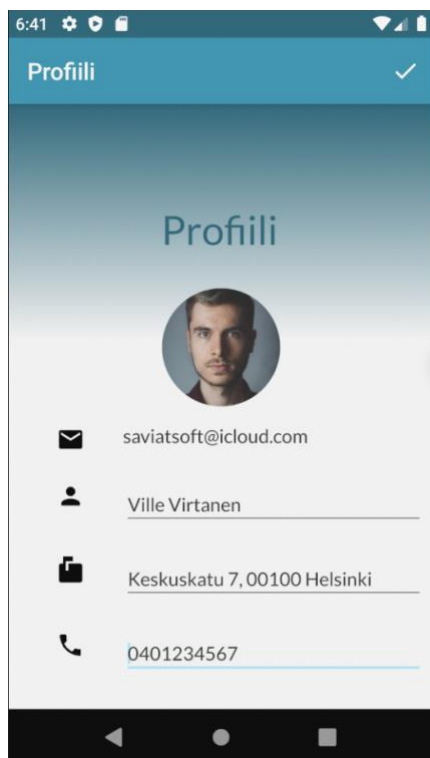 6:41
Profiili
Profiili
saviatsoft@icloud.com
Ville Virtanen
Keskuskatu 7, 00100 Helsinki
0401234567